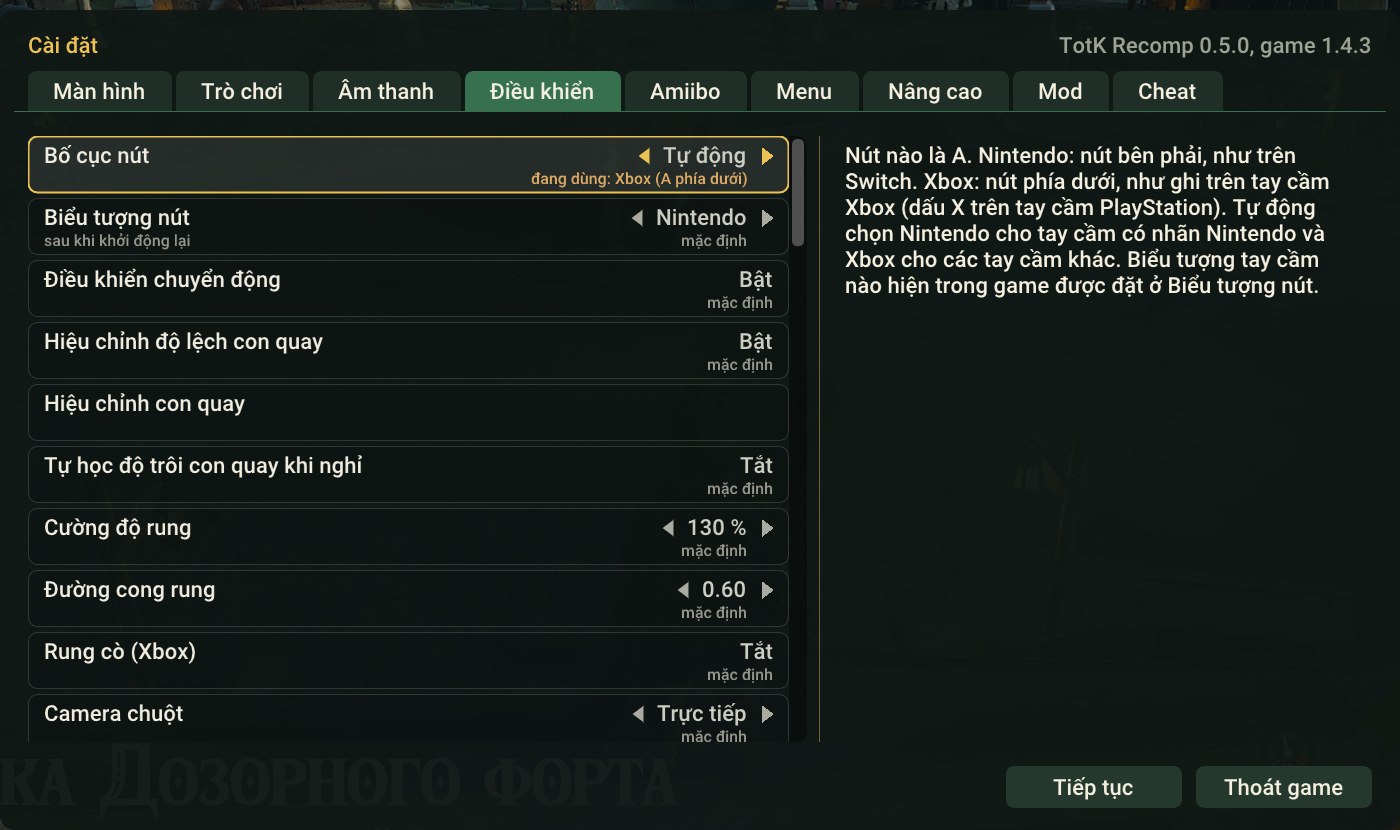 Cài đặt
TotK Recomp 0.5.0, game 1.4.3
Màn hình
Trò chơi
Âm thanh
Điều khiển
Amiibo
Menu
Nâng cao
Mod
Cheat
Bố cục nút
Tự động
đang dùng: Xbox (A phía dưới)
Biểu tượng nút
Nintendo
sau khi khởi động lại
mặc định
Điều khiển chuyển động
Bật
mặc định
Hiệu chỉnh độ lệch con quay
Bật
mặc định
Hiệu chỉnh con quay
Tự học độ trôi con quay khi nghỉ
Tắt
mặc định
Cường độ rung
130 %
mặc định
Đường cong rung
0.60
mặc định
Rung cò (Xbox)
Tắt
mặc định
Camera chuột
Trực tiếp
mặc định
Nút nào là A. Nintendo: nút bên phải, như trên
Switch. Xbox: nút phía dưới, như ghi trên tay cầm
Xbox (dấu X trên tay cầm PlayStation). Tự động
chọn Nintendo cho tay cầm có nhãn Nintendo và
Xbox cho các tay cầm khác. Biểu tượng tay cầm
nào hiện trong game được đặt ở Biểu tượng nút.
ка Дозорного форта
Tiếp tục
Thoát game